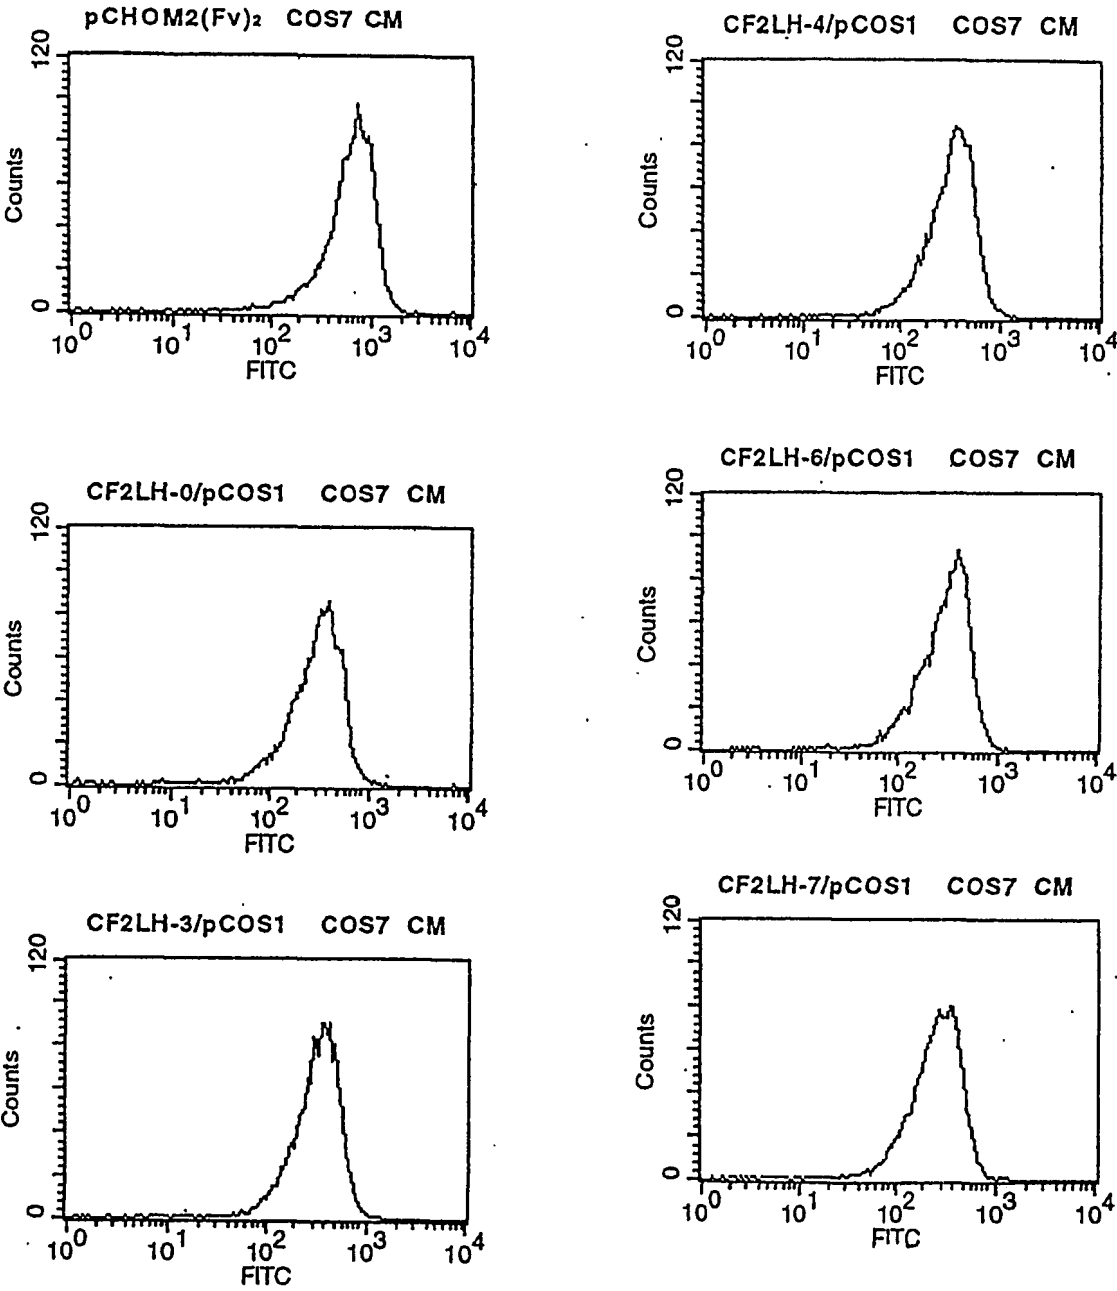 pCHOM2(Fv)2 COS7 CM
120
Counts
0
10^0 10^1 10^2 10^3 10^4
FITC
CF2LH-0/pCOS1 COS7 CM
120
Counts
0
10^0 10^1 10^2 10^3 10^4
FITC
CF2LH-3/pCOS1 COS7 CM
120
Counts
0
10^0 10^1 10^2 10^3 10^4
FITC
CF2LH-4/pCOS1 COS7 CM
120
Counts
0
10^0 10^1 10^2 10^3 10^4
FITC
CF2LH-6/pCOS1 COS7 CM
120
Counts
0
10^0 10^1 10^2 10^3 10^4
FITC
CF2LH-7/pCOS1 COS7 CM
120
Counts
0
10^0 10^1 10^2 10^3 10^4
FITC